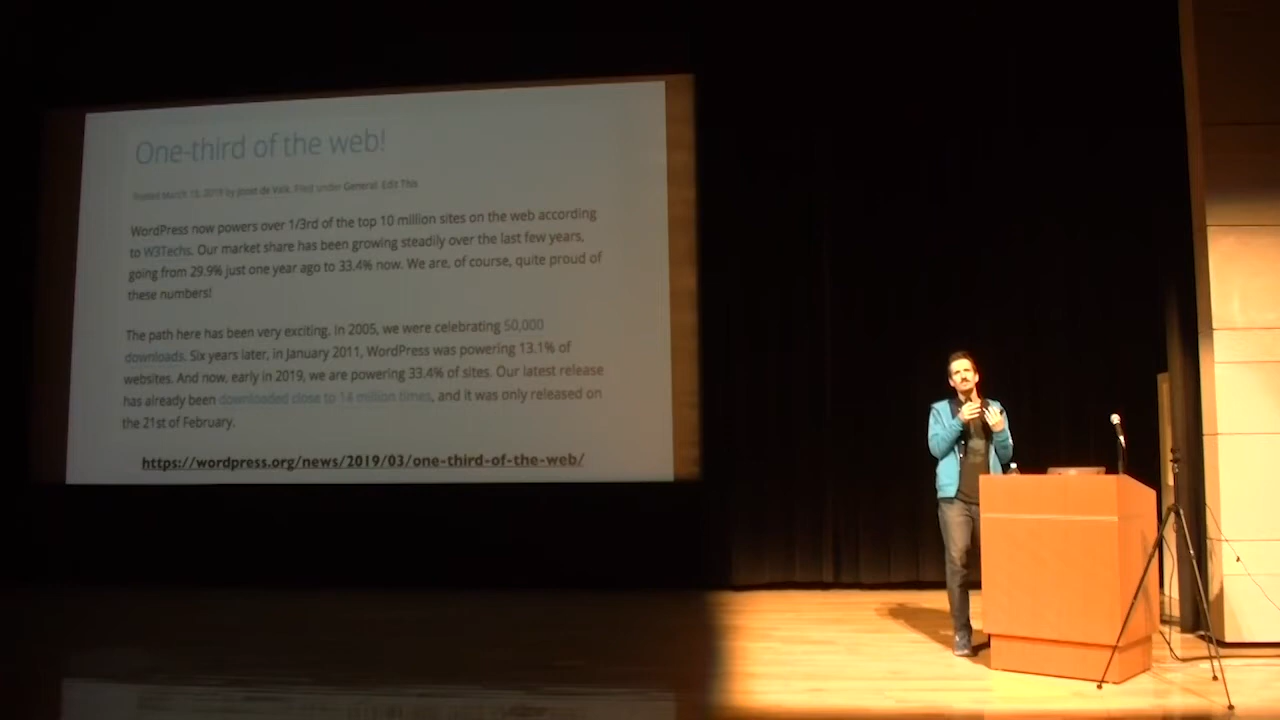 One-third of the web!
Posted March 13, 2019 by Joost de Valk. Filed under General. Edit This
WordPress now powers over 1/3rd of the top 10 million sites on the web according
to W3Techs. Our market share has been growing steadily over the last few years,
going from 29.9% just one year ago to 33.4% now. We are, of course, quite proud of
these numbers!
The path here has been very exciting. In 2005, we were celebrating 50,000
downloads. Six years later, in January 2011, WordPress was powering 13.1% of
websites. And now, early in 2019, we are powering 33.4% of sites. Our latest release
has already been downloaded close to 14 million times, and it was only released on
the 21st of February.
https://wordpress.org/news/2019/03/one-third-of-the-web/